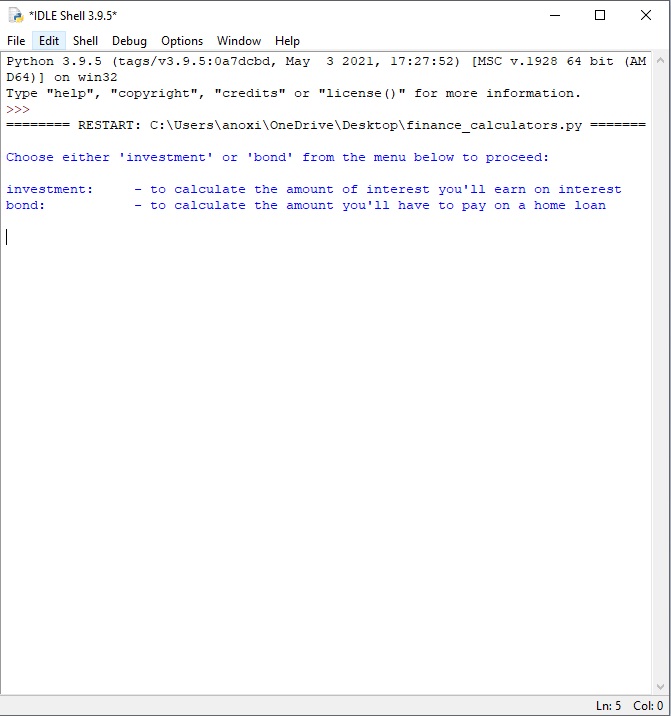 *IDLE Shell 3.9.5*
File Edit Shell Debug Options Window Help
Python 3.9.5 (tags/v3.9.5:0a7dcbd, May  3 2021, 17:27:52) [MSC v.1928 64 bit (AM
D64)] on win32
Type "help", "copyright", "credits" or "license()" for more information.
>>>
======== RESTART: C:\Users\anoxi\OneDrive\Desktop\finance_calculators.py =======
Choose either 'investment' or 'bond' from the menu below to proceed:
investment:     - to calculate the amount of interest you'll earn on interest
bond:           - to calculate the amount you'll have to pay on a home loan
Ln: 5 Col: 0